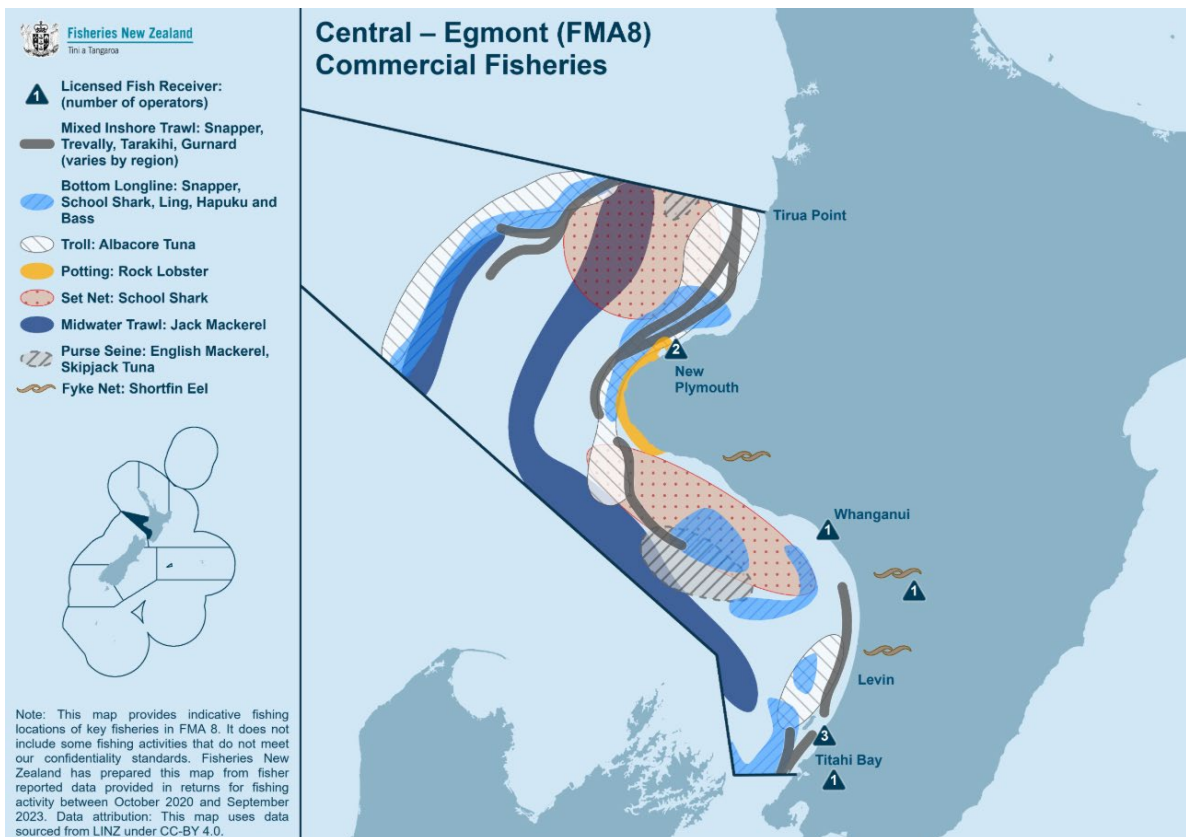 Fisheries New Zealand
Tini a Tangaroa
1
Licensed Fish Receiver:
(number of operators)
Mixed Inshore Trawl: Snapper,
Trevally, Tarakihi, Gurnard
(varies by region)
Bottom Longline: Snapper,
School Shark, Ling, Hapuku and
Bass
Troll: Albacore Tuna
Potting: Rock Lobster
Set Net: School Shark
Midwater Trawl: Jack Mackerel
Purse Seine: English Mackerel,
Skipjack Tuna
Fyke Net: Shortfin Eel
Note: This map provides indicative fishing
locations of key fisheries in FMA 8. It does not
include some fishing activities that do not meet
our confidentiality standards. Fisheries New
Zealand has prepared this map from fisher
reported data provided in returns for fishing
activity between October 2020 and September
2023. Data attribution: This map uses data
sourced from LINZ under CC-BY 4.0.
Central – Egmont (FMA8)
Commercial Fisheries
Tirua Point
2
New
Plymouth
Whanganui
1
1
Levin
3
Titahi Bay
1